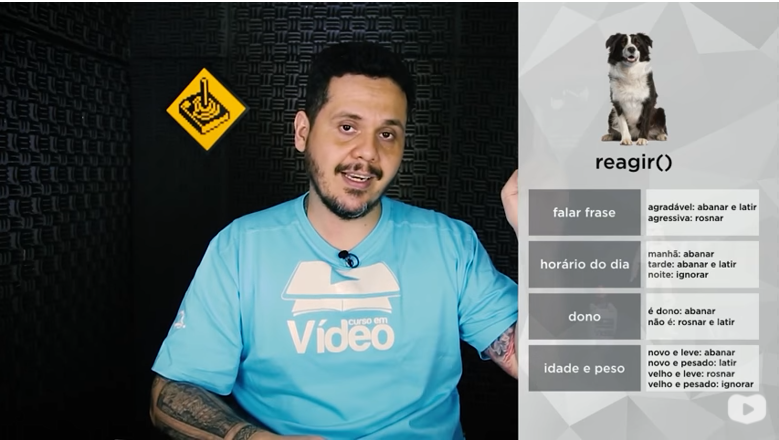 curso em
Vídeo
reagir()
falar frase
agradável: abanar e latir
agressiva: rosnar
horário do dia
manhã: abanar
tarde: abanar e latir
noite: ignorar
dono
é dono: abanar
não é: rosnar e latir
idade e peso
novo e leve: abanar
novo e pesado: latir
velho e leve: rosnar
velho e pesado: ignorar